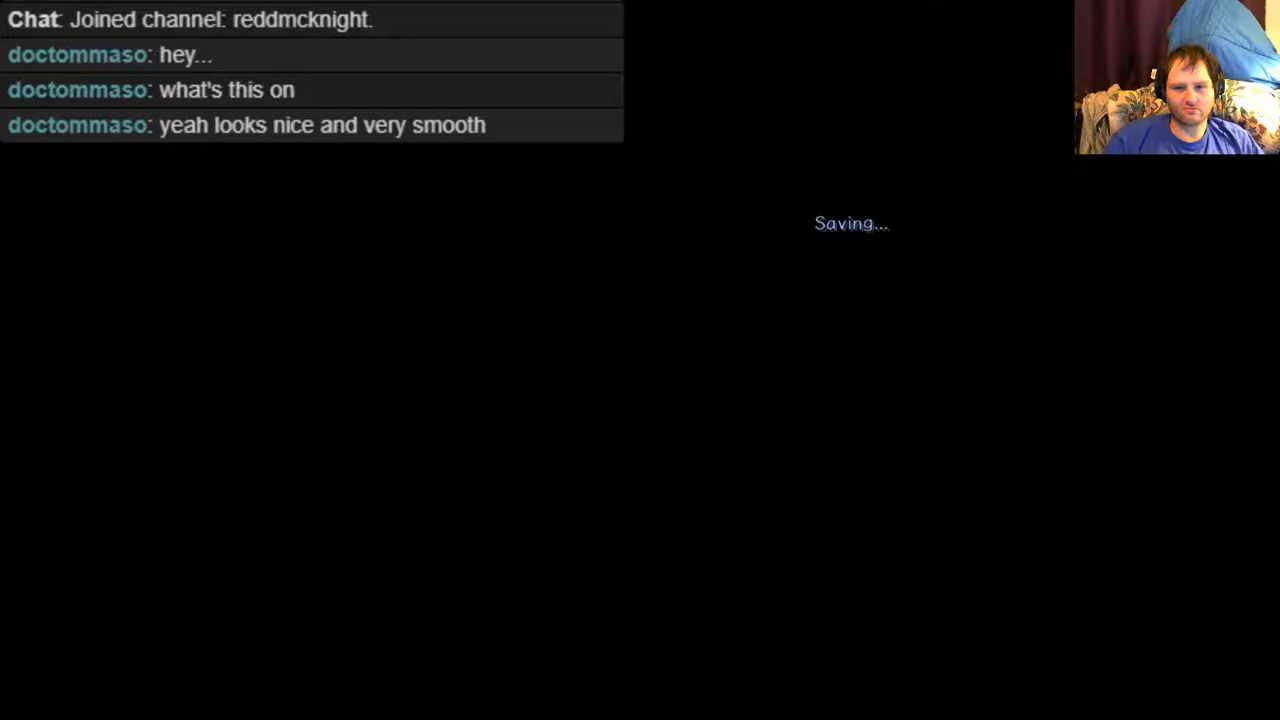 Chat: Joined channel: reddmcknight.
doctommaso: hey...
doctommaso: what's this on
doctommaso: yeah looks nice and very smooth
Saving...